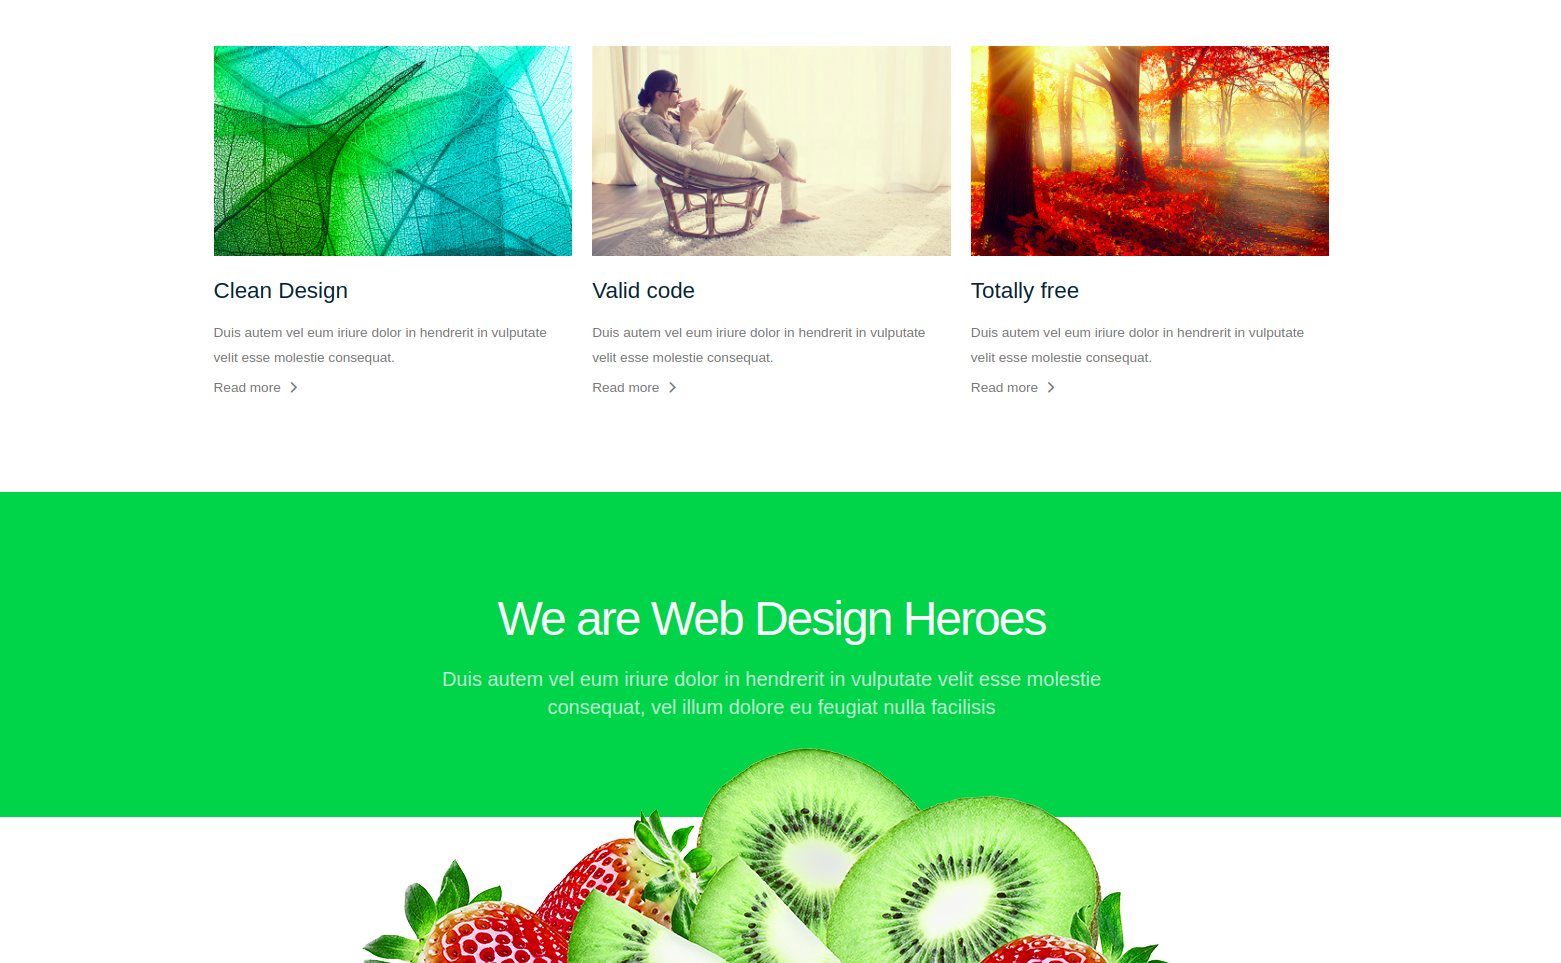 Clean Design
Duis autem vel eum iriure dolor in hendrerit in vulputate
velit esse molestie consequat.
Read more
Valid code
Duis autem vel eum iriure dolor in hendrerit in vulputate
velit esse molestie consequat.
Read more
Totally free
Duis autem vel eum iriure dolor in hendrerit in vulputate
velit esse molestie consequat.
Read more
We are Web Design Heroes
Duis autem vel eum iriure dolor in hendrerit in vulputate velit esse molestie
consequat, vel illum dolore eu feugiat nulla facilisis